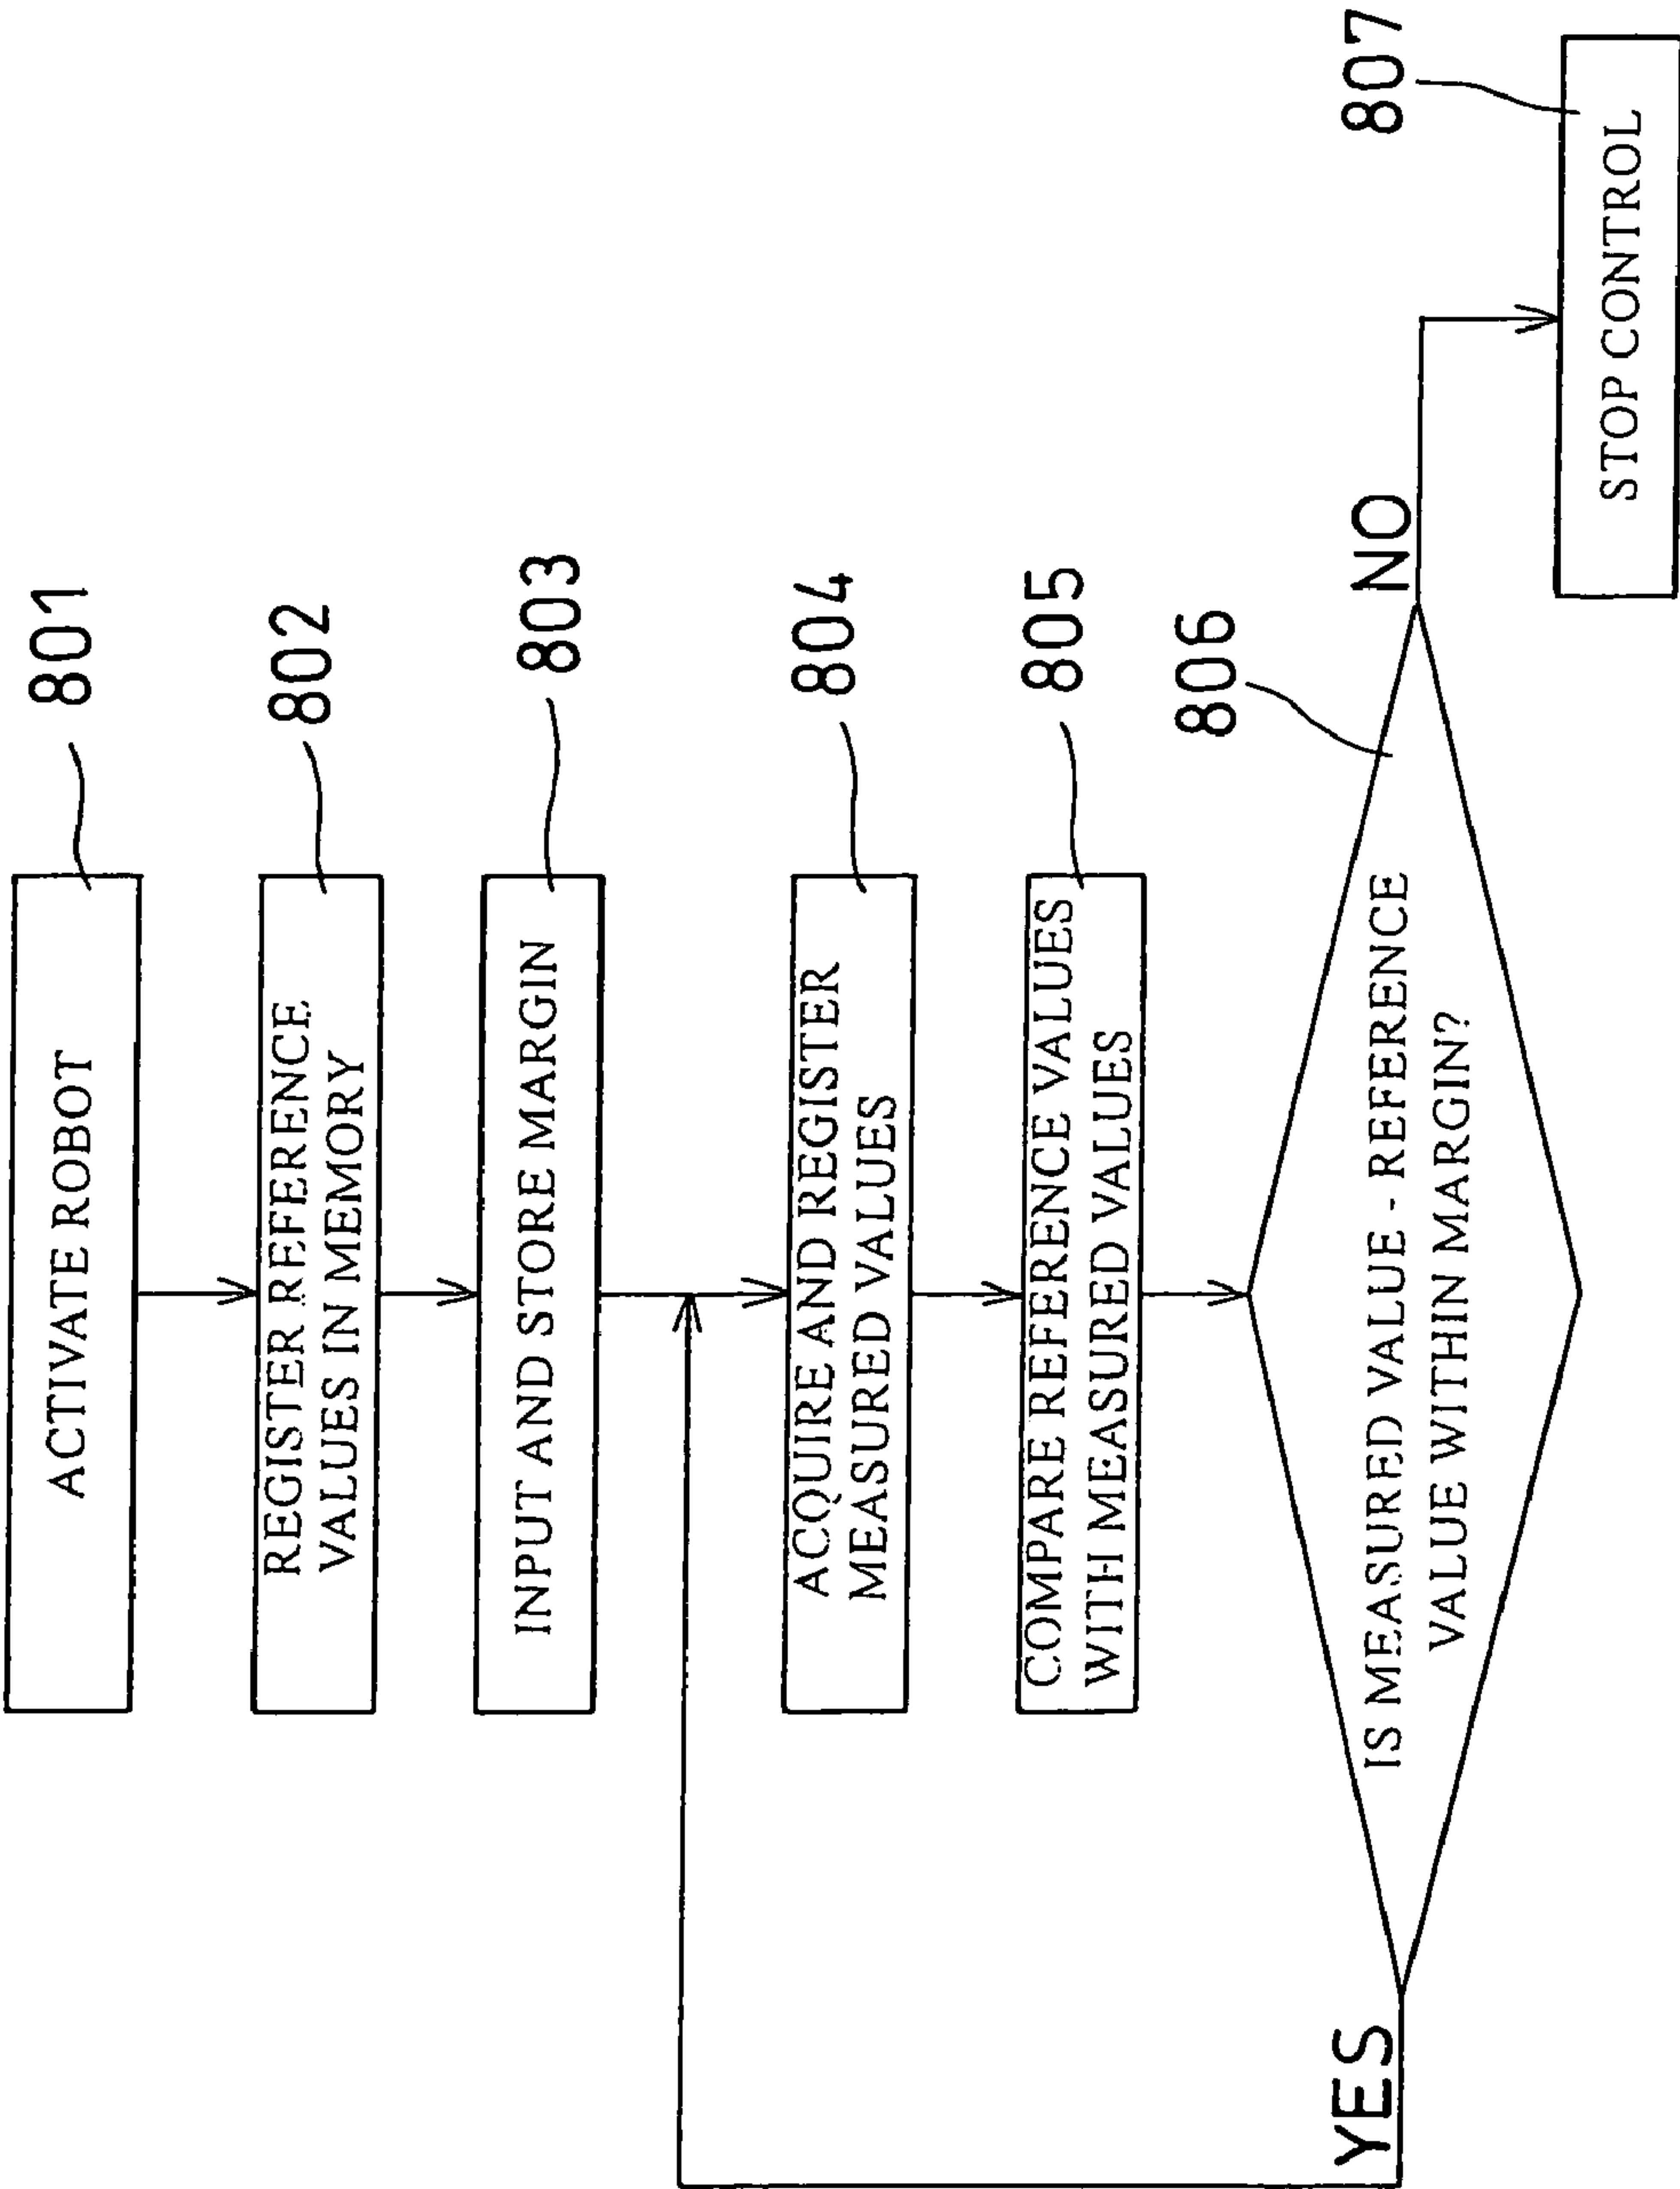 801
ACTIVATE ROBOT
802
REGISTER REFERENCE
VALUES IN MEMORY
803
INPUT AND STORE MARGIN
804
ACQUIRE AND REGISTER
MEASURED VALUES
805
COMPARE REFERENCE VALUES
WITH MEASURED VALUES
806
IS MEASURED VALUE - REFERENCE
VALUE WITHIN MARGIN?
YES
NO
807
STOP CONTROL